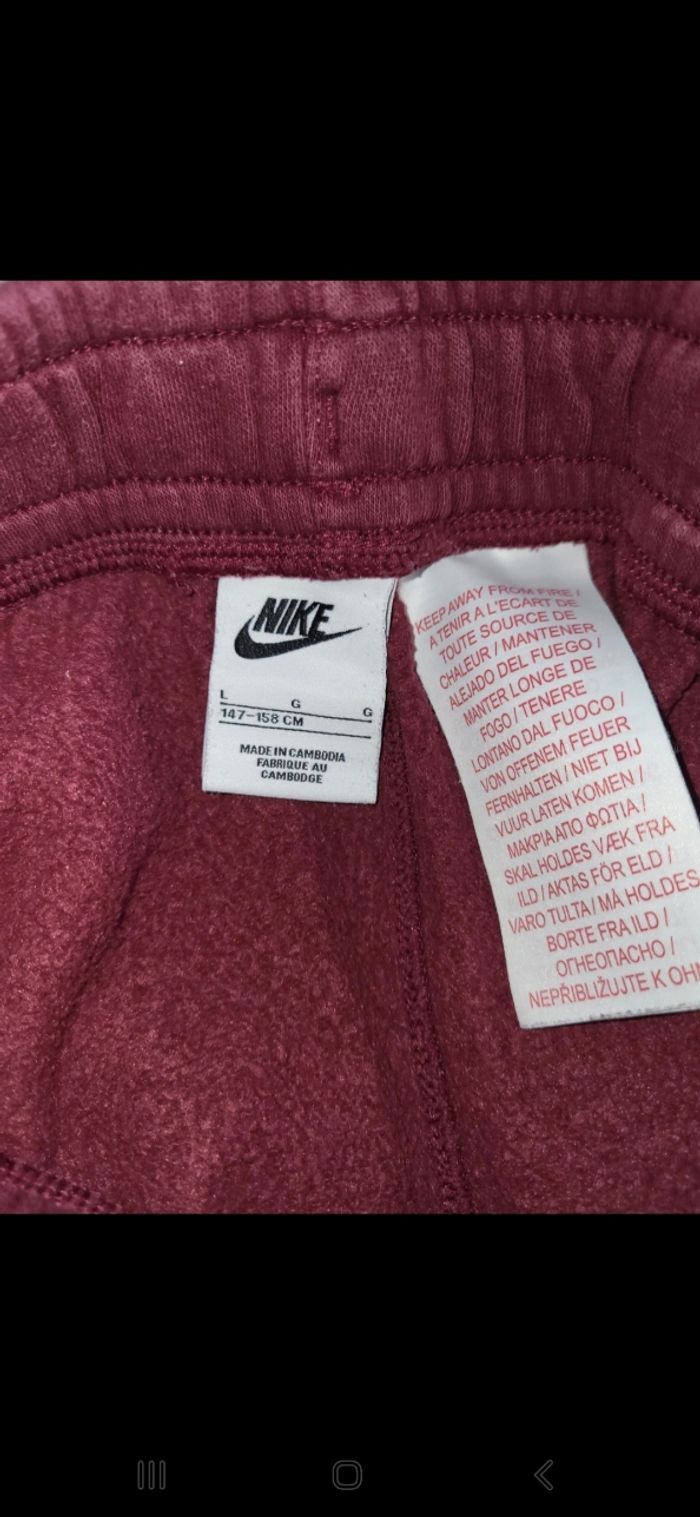 NIKE
L G G
147-158 CM
MADE IN CAMBODIA
FABRIQUE AU
CAMBODGE
KEEP AWAY FROM FIRE /
A TENIR A L'ECART DE
TOUTE SOURCE DE
CHALEUR / MANTENER
ALEJADO DEL FUEGO /
MANTER LONGE DE
FOGO / TENERE
LONTANO DAL FUOCO /
VON OFFENEM FEUER
FERNHALTEN / NIET BIJ
VUUR LATEN KOMEN /
ΜΑΚΡΙΑ ΑΠΟ ΦΩΤΙΑ /
SKAL HOLDES VÆK FRA
ILD / AKTAS FÖR ELD /
VARO TULTA / MÅ HOLDES
BORTE FRA ILD /
ОГНЕОПАСНО /
NEPŘIBLIŽUJTE K OHN